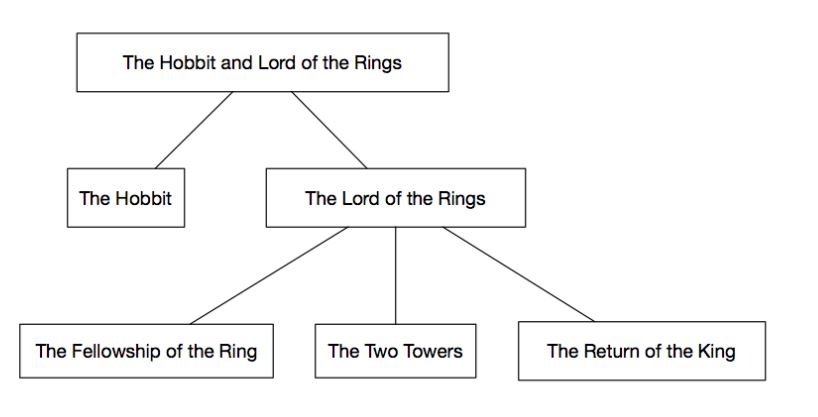 The Hobbit and Lord of the Rings
The Hobbit
The Lord of the Rings
The Fellowship of the Ring
The Two Towers
The Return of the King